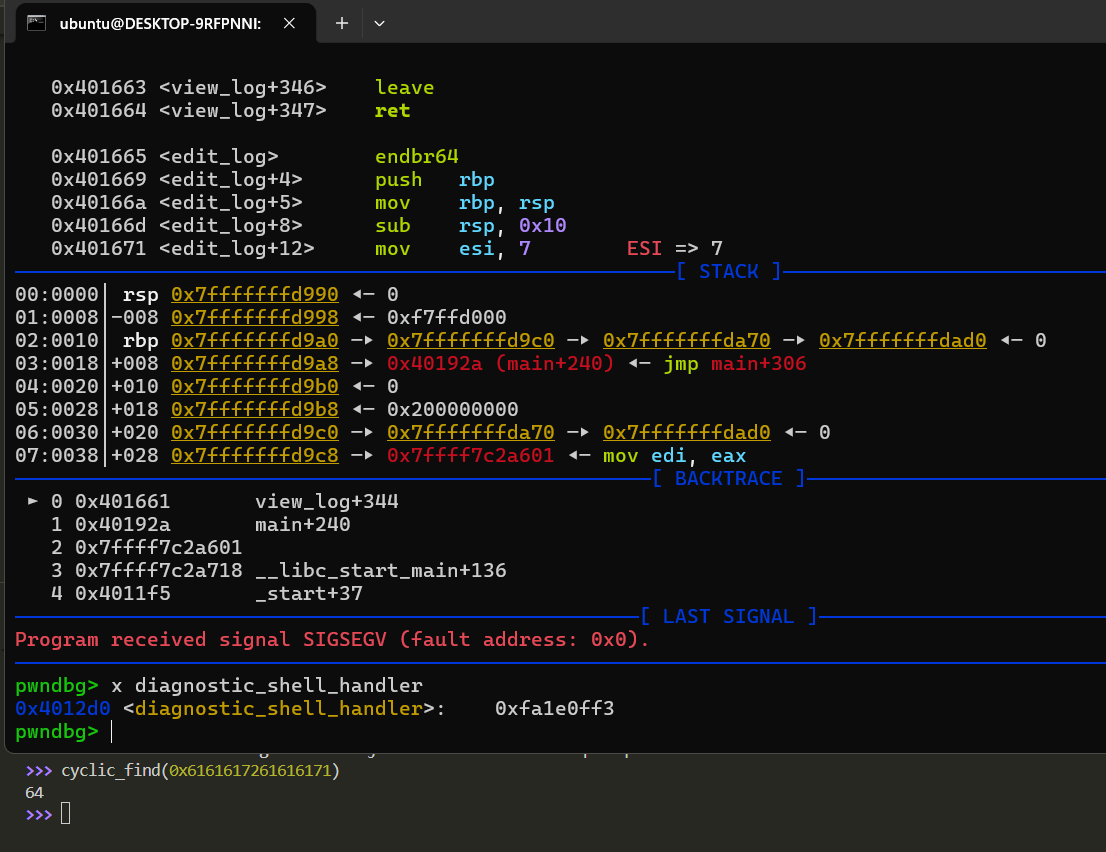 ubuntu@DESKTOP-9RFPNNI:
0x401663 <view_log+346> leave
0x401664 <view_log+347> ret
0x401665 <edit_log> endbr64
0x401669 <edit_log+4> push rbp
0x40166a <edit_log+5> mov rbp, rsp
0x40166d <edit_log+8> sub rsp, 0x10
0x401671 <edit_log+12> mov esi, 7 ESI => 7
[ STACK ]
00:0000│ rsp 0x7fffffffd990 ◂— 0
01:0008│-008 0x7fffffffd998 ◂— 0xf7ffd000
02:0010│ rbp 0x7fffffffd9a0 —▸ 0x7fffffffd9c0 —▸ 0x7fffffffda70 —▸ 0x7fffffffdad0 ◂— 0
03:0018│+008 0x7fffffffd9a8 —▸ 0x40192a (main+240) ◂— jmp main+306
04:0020│+010 0x7fffffffd9b0 ◂— 0
05:0028│+018 0x7fffffffd9b8 ◂— 0x200000000
06:0030│+020 0x7fffffffd9c0 —▸ 0x7fffffffda70 —▸ 0x7fffffffdad0 ◂— 0
07:0038│+028 0x7fffffffd9c8 —▸ 0x7ffff7c2a601 ◂— mov edi, eax
[ BACKTRACE ]
► 0 0x401661 view_log+344
1 0x40192a main+240
2 0x7ffff7c2a601
3 0x7ffff7c2a718 __libc_start_main+136
4 0x4011f5 _start+37
[ LAST SIGNAL ]
Program received signal SIGSEGV (fault address: 0x0).
pwndbg> x diagnostic_shell_handler
0x4012d0 <diagnostic_shell_handler>: 0xfa1e0ff3
pwndbg>
>>> cyclic_find(0x6161617261616171)
64
>>>